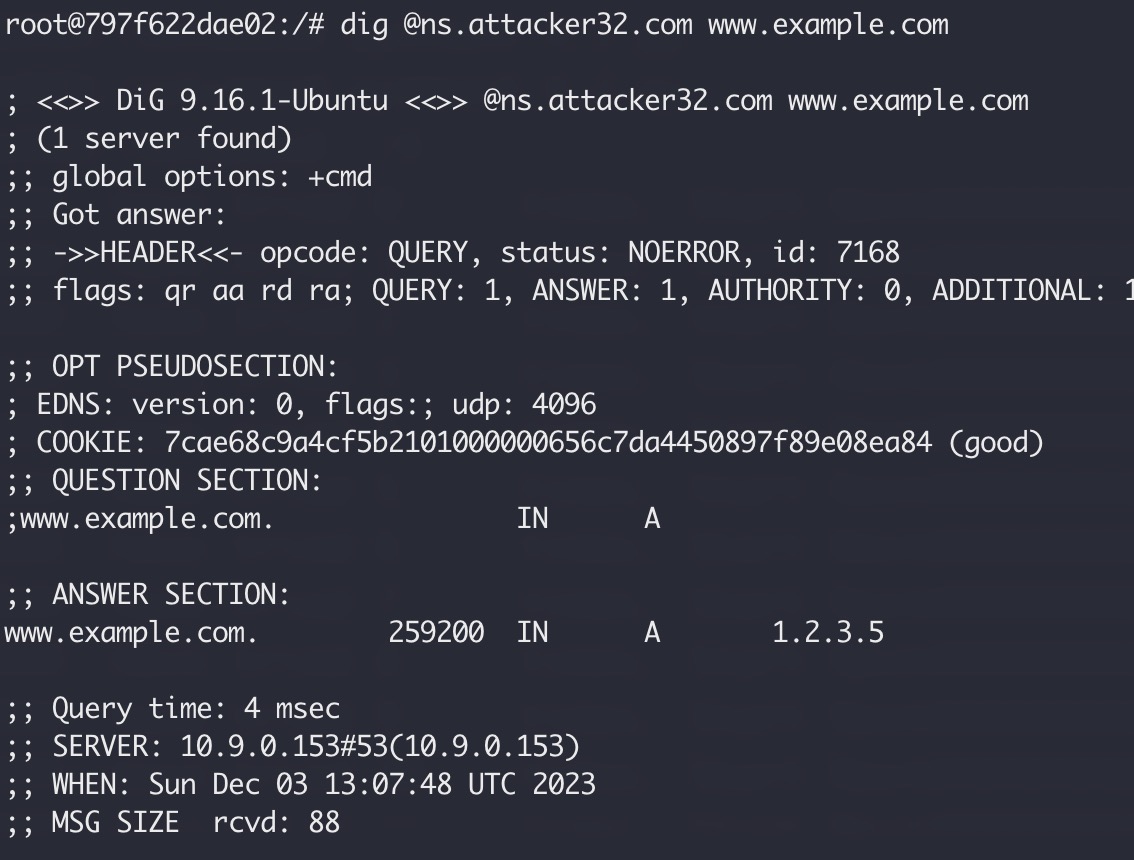 root@797f622dae02:/# dig @ns.attacker32.com www.example.com
; <<>> DiG 9.16.1-Ubuntu <<>> @ns.attacker32.com www.example.com
; (1 server found)
;; global options: +cmd
;; Got answer:
;; ->>HEADER<<- opcode: QUERY, status: NOERROR, id: 7168
;; flags: qr aa rd ra; QUERY: 1, ANSWER: 1, AUTHORITY: 0, ADDITIONAL: 1
;; OPT PSEUDOSECTION:
; EDNS: version: 0, flags:; udp: 4096
; COOKIE: 7cae68c9a4cf5b2101000000656c7da4450897f89e08ea84 (good)
;; QUESTION SECTION:
;www.example.com. IN A
;; ANSWER SECTION:
www.example.com. 259200 IN A 1.2.3.5
;; Query time: 4 msec
;; SERVER: 10.9.0.153#53(10.9.0.153)
;; WHEN: Sun Dec 03 13:07:48 UTC 2023
;; MSG SIZE rcvd: 88